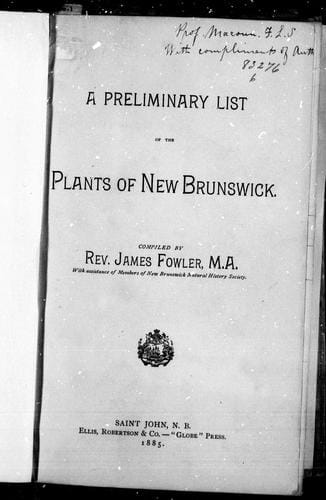 Prof. Macoun. F.L.S
With compliments of Auth
83276
6
A PRELIMINARY LIST
OF THE
PLANTS OF NEW BRUNSWICK.
COMPILED BY
REV. JAMES FOWLER, M.A.
With assistance of Members of New Brunswick Natural History Society.
SAINT JOHN, N. B.
ELLIS, ROBERTSON & CO.—"GLOBE" PRESS.
1885.